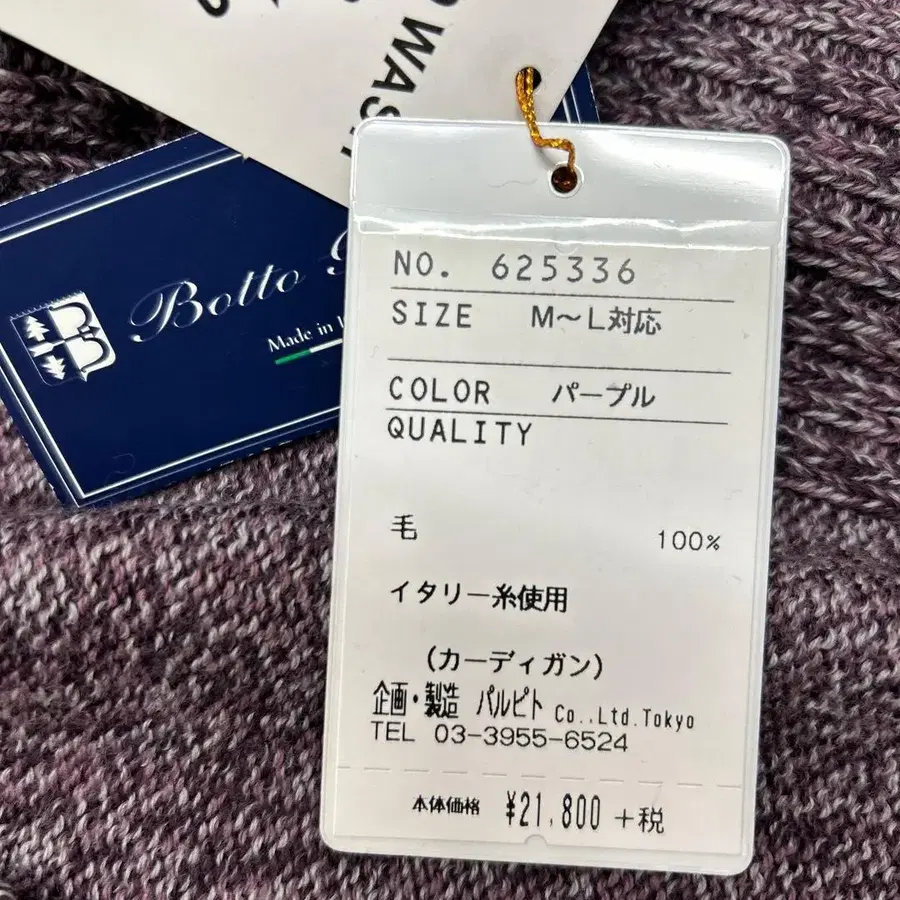 WASH
Botto
Made in
NO. 625336
SIZE M〜L対応
COLOR パープル
QUALITY
毛 100%
イタリー糸使用
(カーディガン)
企画・製造 パルピト Co.,Ltd.Tokyo
TEL 03-3955-6524
本体価格 ¥21,800 +税